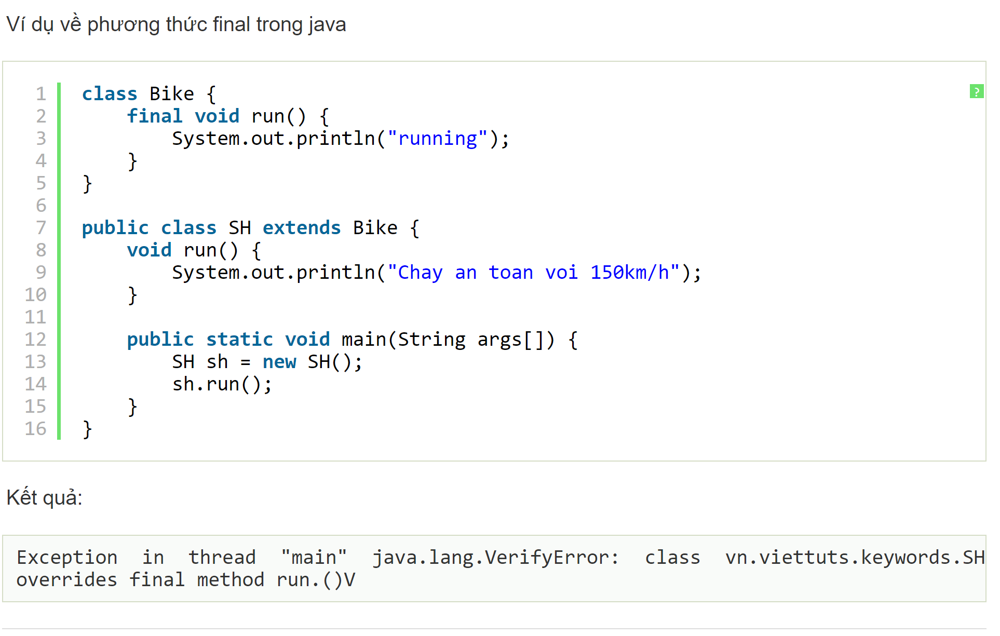 Ví dụ về phương thức final trong java
?
1 class Bike {
2     final void run() {
3         System.out.println("running");
4     }
5 }
6
7 public class SH extends Bike {
8     void run() {
9         System.out.println("Chay an toan voi 150km/h");
10     }
11
12     public static void main(String args[]) {
13         SH sh = new SH();
14         sh.run();
15     }
16 }
Kết quả:
Exception in thread "main" java.lang.VerifyError: class vn.viettuts.keywords.SH
overrides final method run.()V